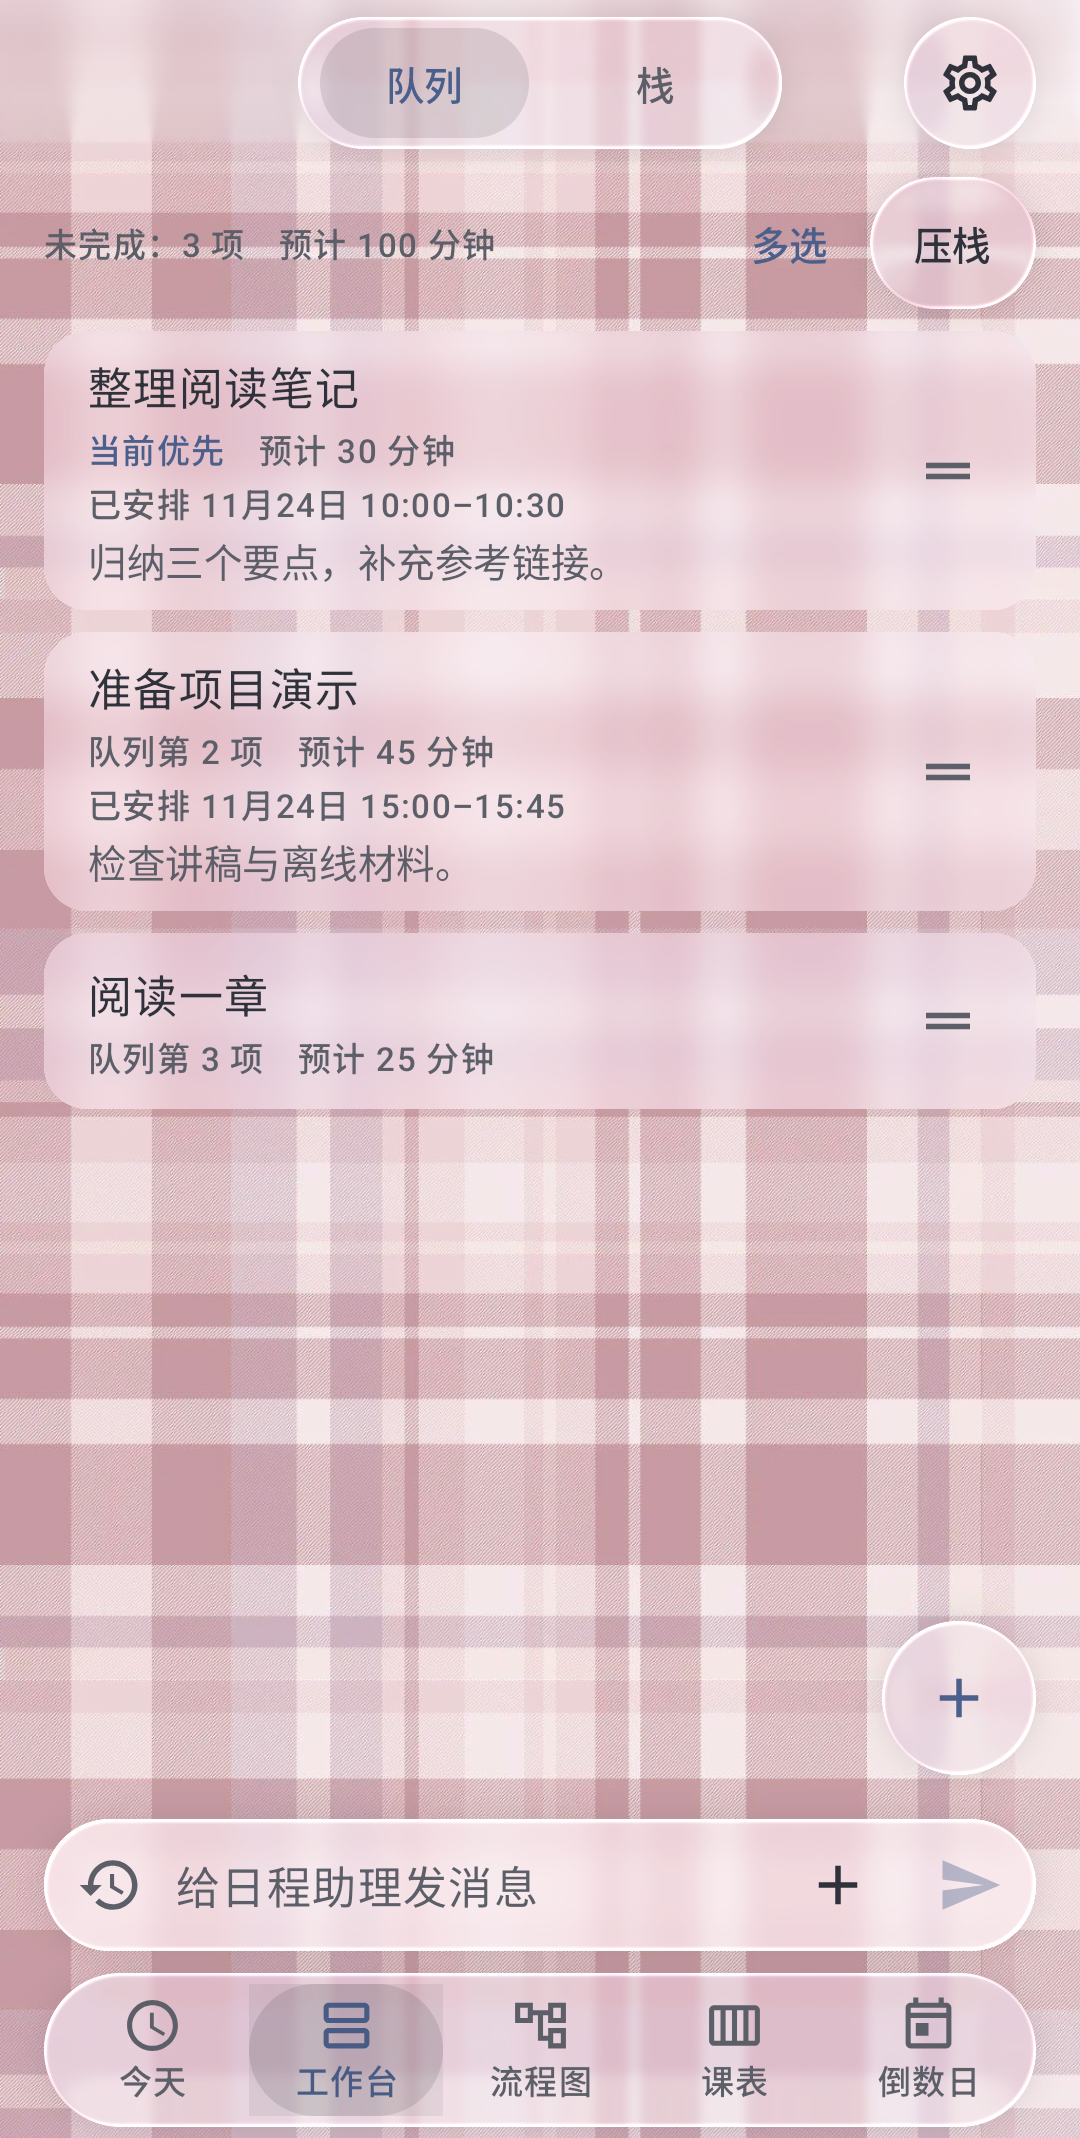 队列
栈
未完成：3 项　预计 100 分钟
多选
压栈
整理阅读笔记
当前优先　预计 30 分钟
已安排 11月24日 10:00–10:30
归纳三个要点，补充参考链接。
准备项目演示
队列第 2 项　预计 45 分钟
已安排 11月24日 15:00–15:45
检查讲稿与离线材料。
阅读一章
队列第 3 项　预计 25 分钟
给日程助理发消息
今天
工作台
流程图
课表
倒数日